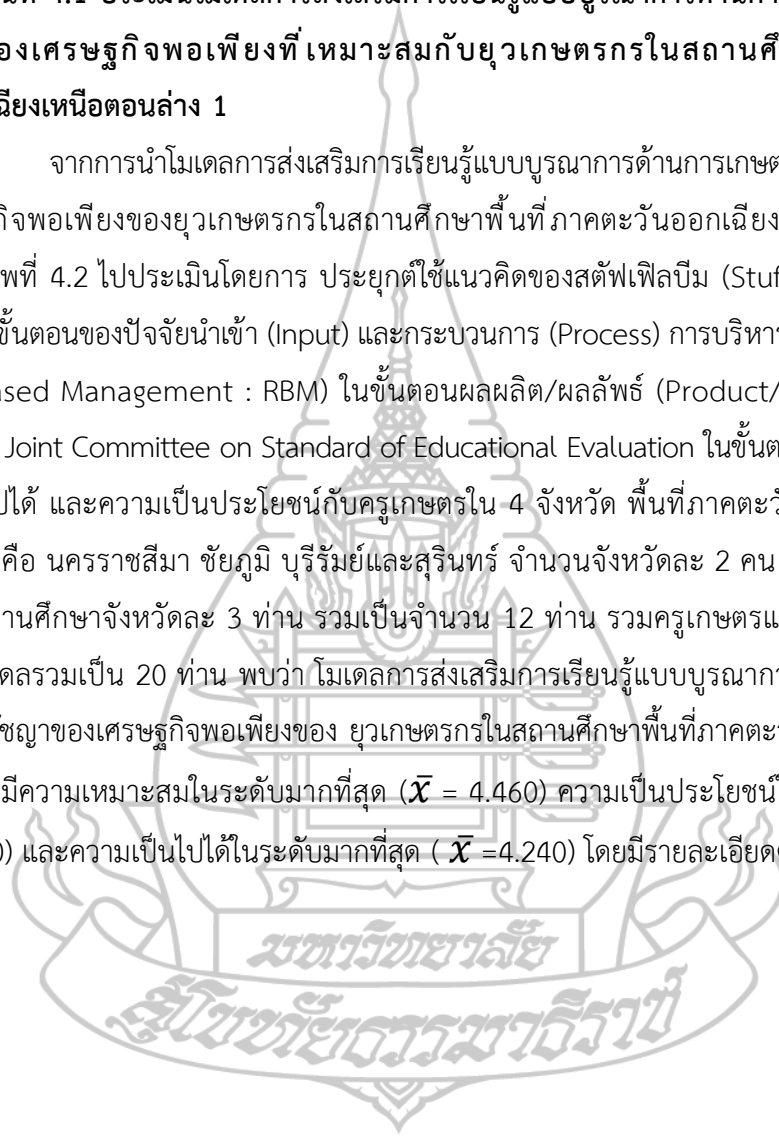 นที่ 4.1 ประเมินโมเดลการส่งเสริมการเรียนรู้แบบบูรณาการด้านกา
องเศรษฐกิจพอเพียงที่เหมาะสมกับยุวเกษตรกรในสถานศึ
ฉียงเหนือตอนล่าง 1
จากการนำโมเดลการส่งเสริมการเรียนรู้แบบบูรณาการด้านการเกษต
กิจพอเพียงของยุวเกษตรกรในสถานศึกษาพื้นที่ภาคตะวันออกเฉียง
พที่ 4.2 ไปประเมินโดยการ ประยุกต์ใช้แนวคิดของสตัฟเฟิลบีม (Stuf
ขั้นตอนของปัจจัยนำเข้า (Input) และกระบวนการ (Process) การบริหาร
ased Management : RBM) ในขั้นตอนผลผลิต/ผลลัพธ์ (Product/
Joint Committee on Standard of Educational Evaluation ในขั้นต
ปได้ และความเป็นประโยชน์กับครูเกษตรใน 4 จังหวัด พื้นที่ภาคตะวั
คือ นครราชสีมา ชัยภูมิ บุรีรัมย์และสุรินทร์ จำนวนจังหวัดละ 2 คน
านศึกษาจังหวัดละ 3 ท่าน รวมเป็นจำนวน 12 ท่าน รวมครูเกษตรแ
ดลรวมเป็น 20 ท่าน พบว่า โมเดลการส่งเสริมการเรียนรู้แบบบูรณากา
ัชญาของเศรษฐกิจพอเพียงของ ยุวเกษตรกรในสถานศึกษาพื้นที่ภาคตะ
มีความเหมาะสมในระดับมากที่สุด (x̄ = 4.460) ความเป็นประโยชน์ใ
0) และความเป็นไปได้ในระดับมากที่สุด ( x̄ =4.240) โดยมีรายละเอียด
มหาวิทยาลัย
สุโขทัยธรรมาธิราช